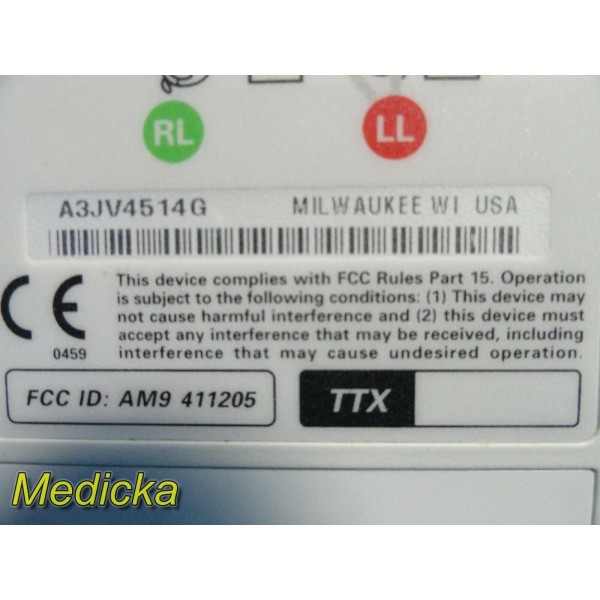 RL LL
A3JV4514G MILWAUKEE WI USA
This device complies with FCC Rules Part 15. Operation
is subject to the following conditions: (1) This device may
not cause harmful interference and (2) this device must
accept any interference that may be received, including
interference that may cause undesired operation.
CE
0459
FCC ID: AM9 411205 TTX
Medicka